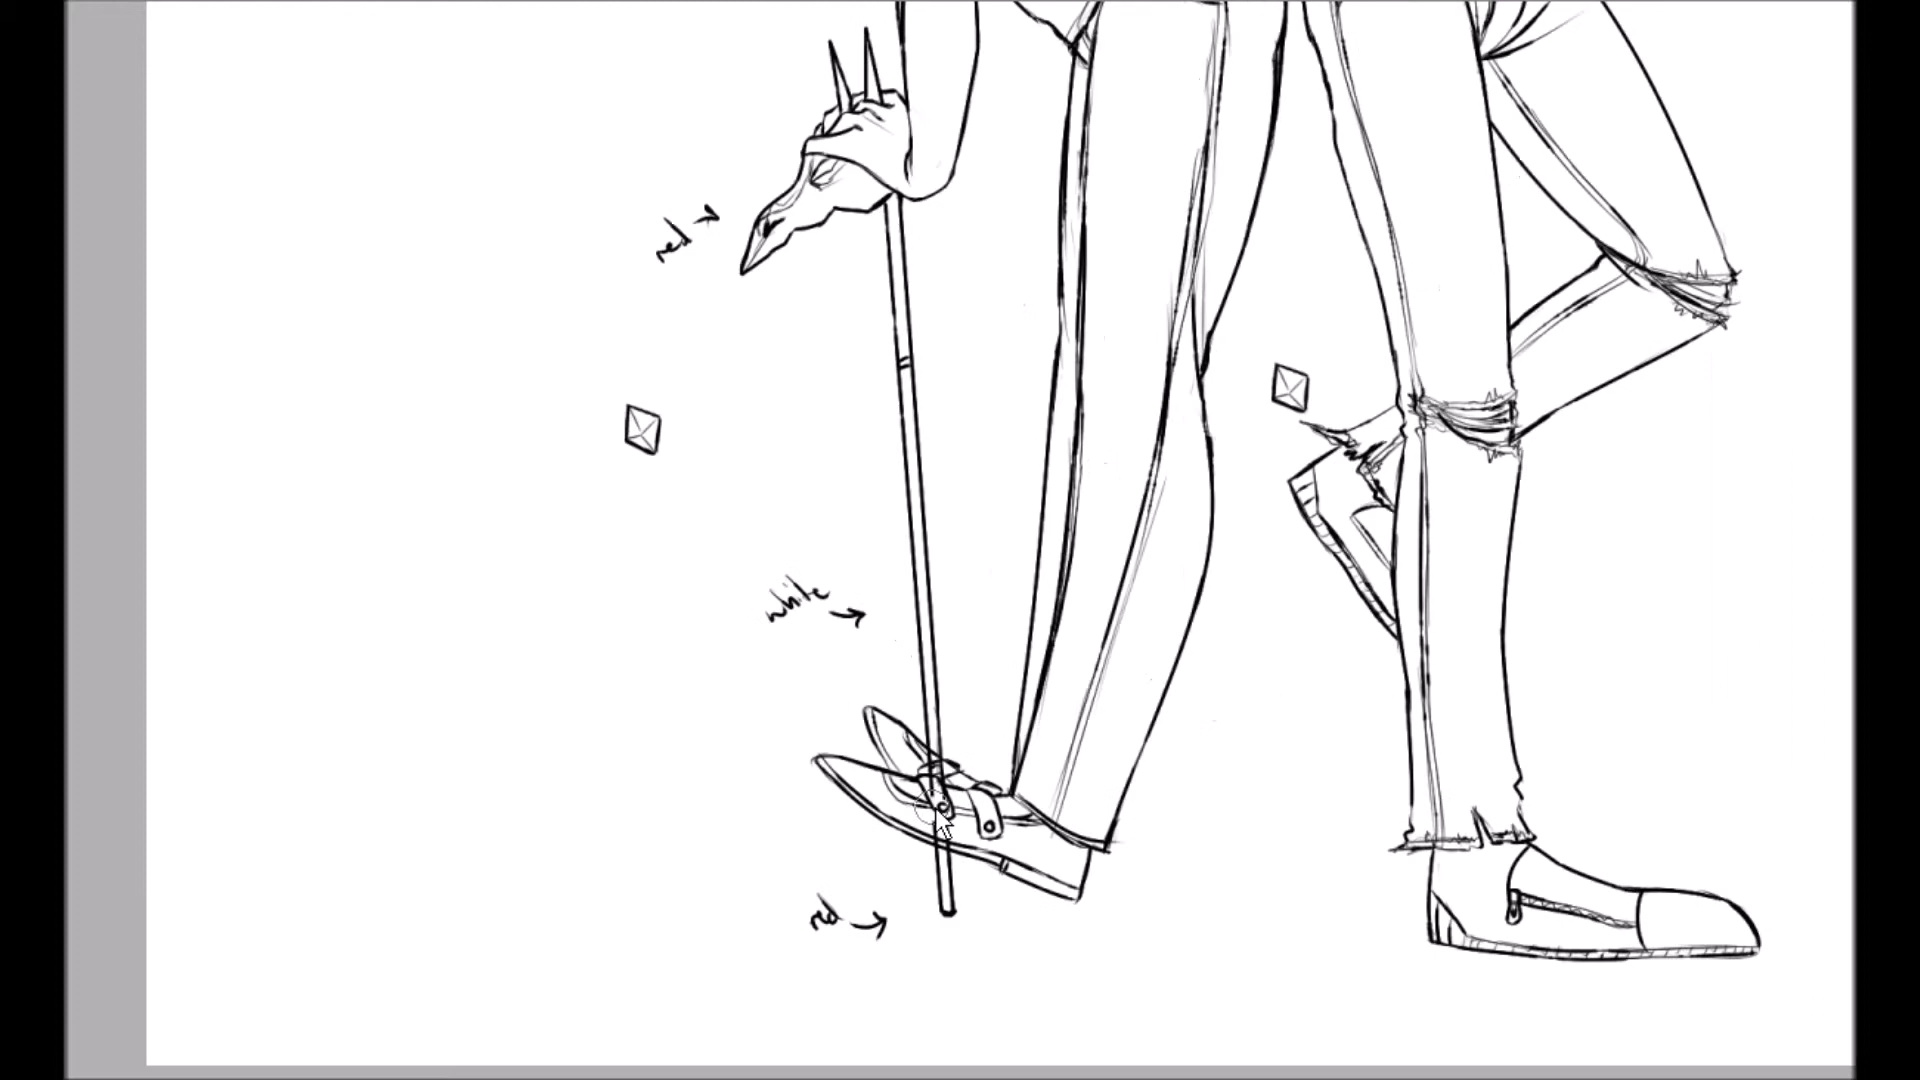 red →
white →
red →